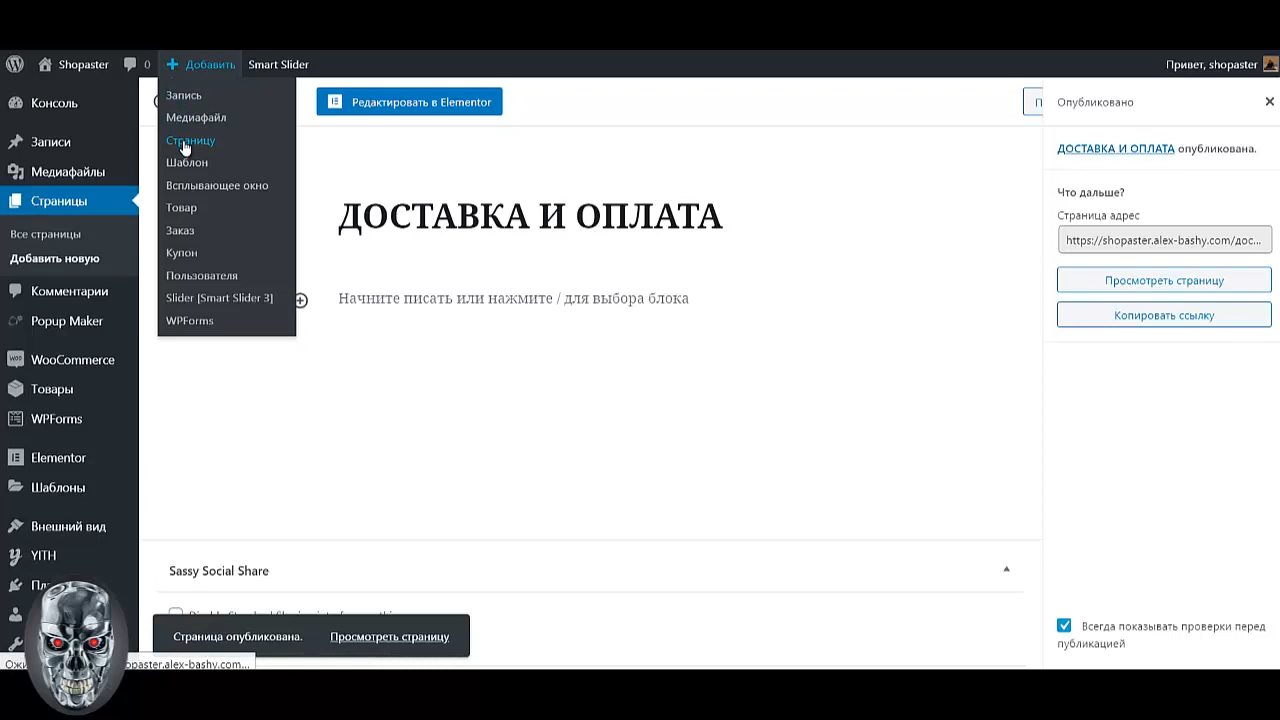 Shopaster 0 Добавить Smart Slider Привет, shopaster
Консоль
Записи
Медиафайлы
Страницы
Все страницы
Добавить новую
Комментарии
Popup Maker
WooCommerce
Товары
WPForms
Elementor
Шаблоны
Внешний вид
YITH
Запись
Медиафайл
Страницу
Шаблон
Всплывающее окно
Товар
Заказ
Купон
Пользователя
Slider [Smart Slider 3]
WPForms
Редактировать в Elementor
ДОСТАВКА И ОПЛАТА
Начните писать или нажмите / для выбора блока
Sassy Social Share
Страница опубликована. Просмотреть страницу
Опубликовано
ДОСТАВКА И ОПЛАТА опубликована.
Что дальше?
Страница адрес
https://shopaster.alex-bashy.com/дос...
Просмотреть страницу
Копировать ссылку
Всегда показывать проверки перед
публикацией